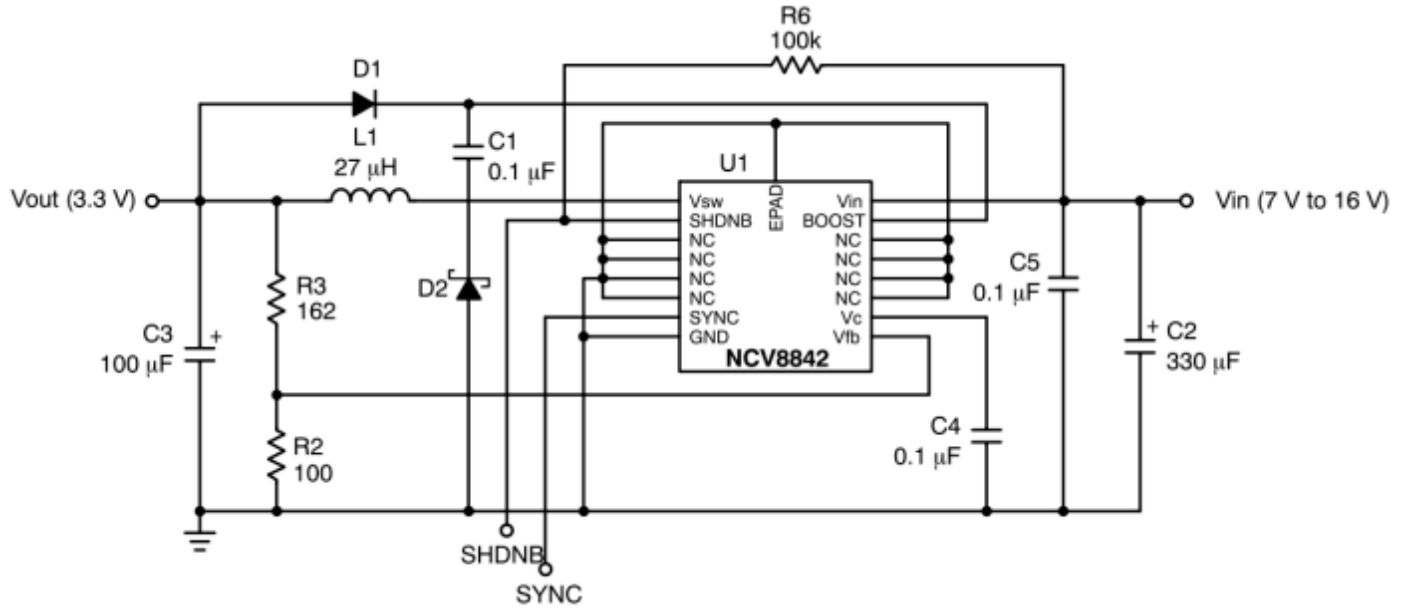 R6
100k
D1
L1
27 μH
C1
0.1 μF
U1
Vout (3.3 V)
Vin (7 V to 16 V)
EPAD
Vsw
SHDNB
NC
NC
NC
NC
SYNC
GND
Vin
BOOST
NC
NC
NC
NC
Vc
Vfb
NCV8842
R3
162
D2
C5
0.1 μF
C3
+
100 μF
+
C2
330 μF
R2
100
C4
0.1 μF
SHDNB
SYNC